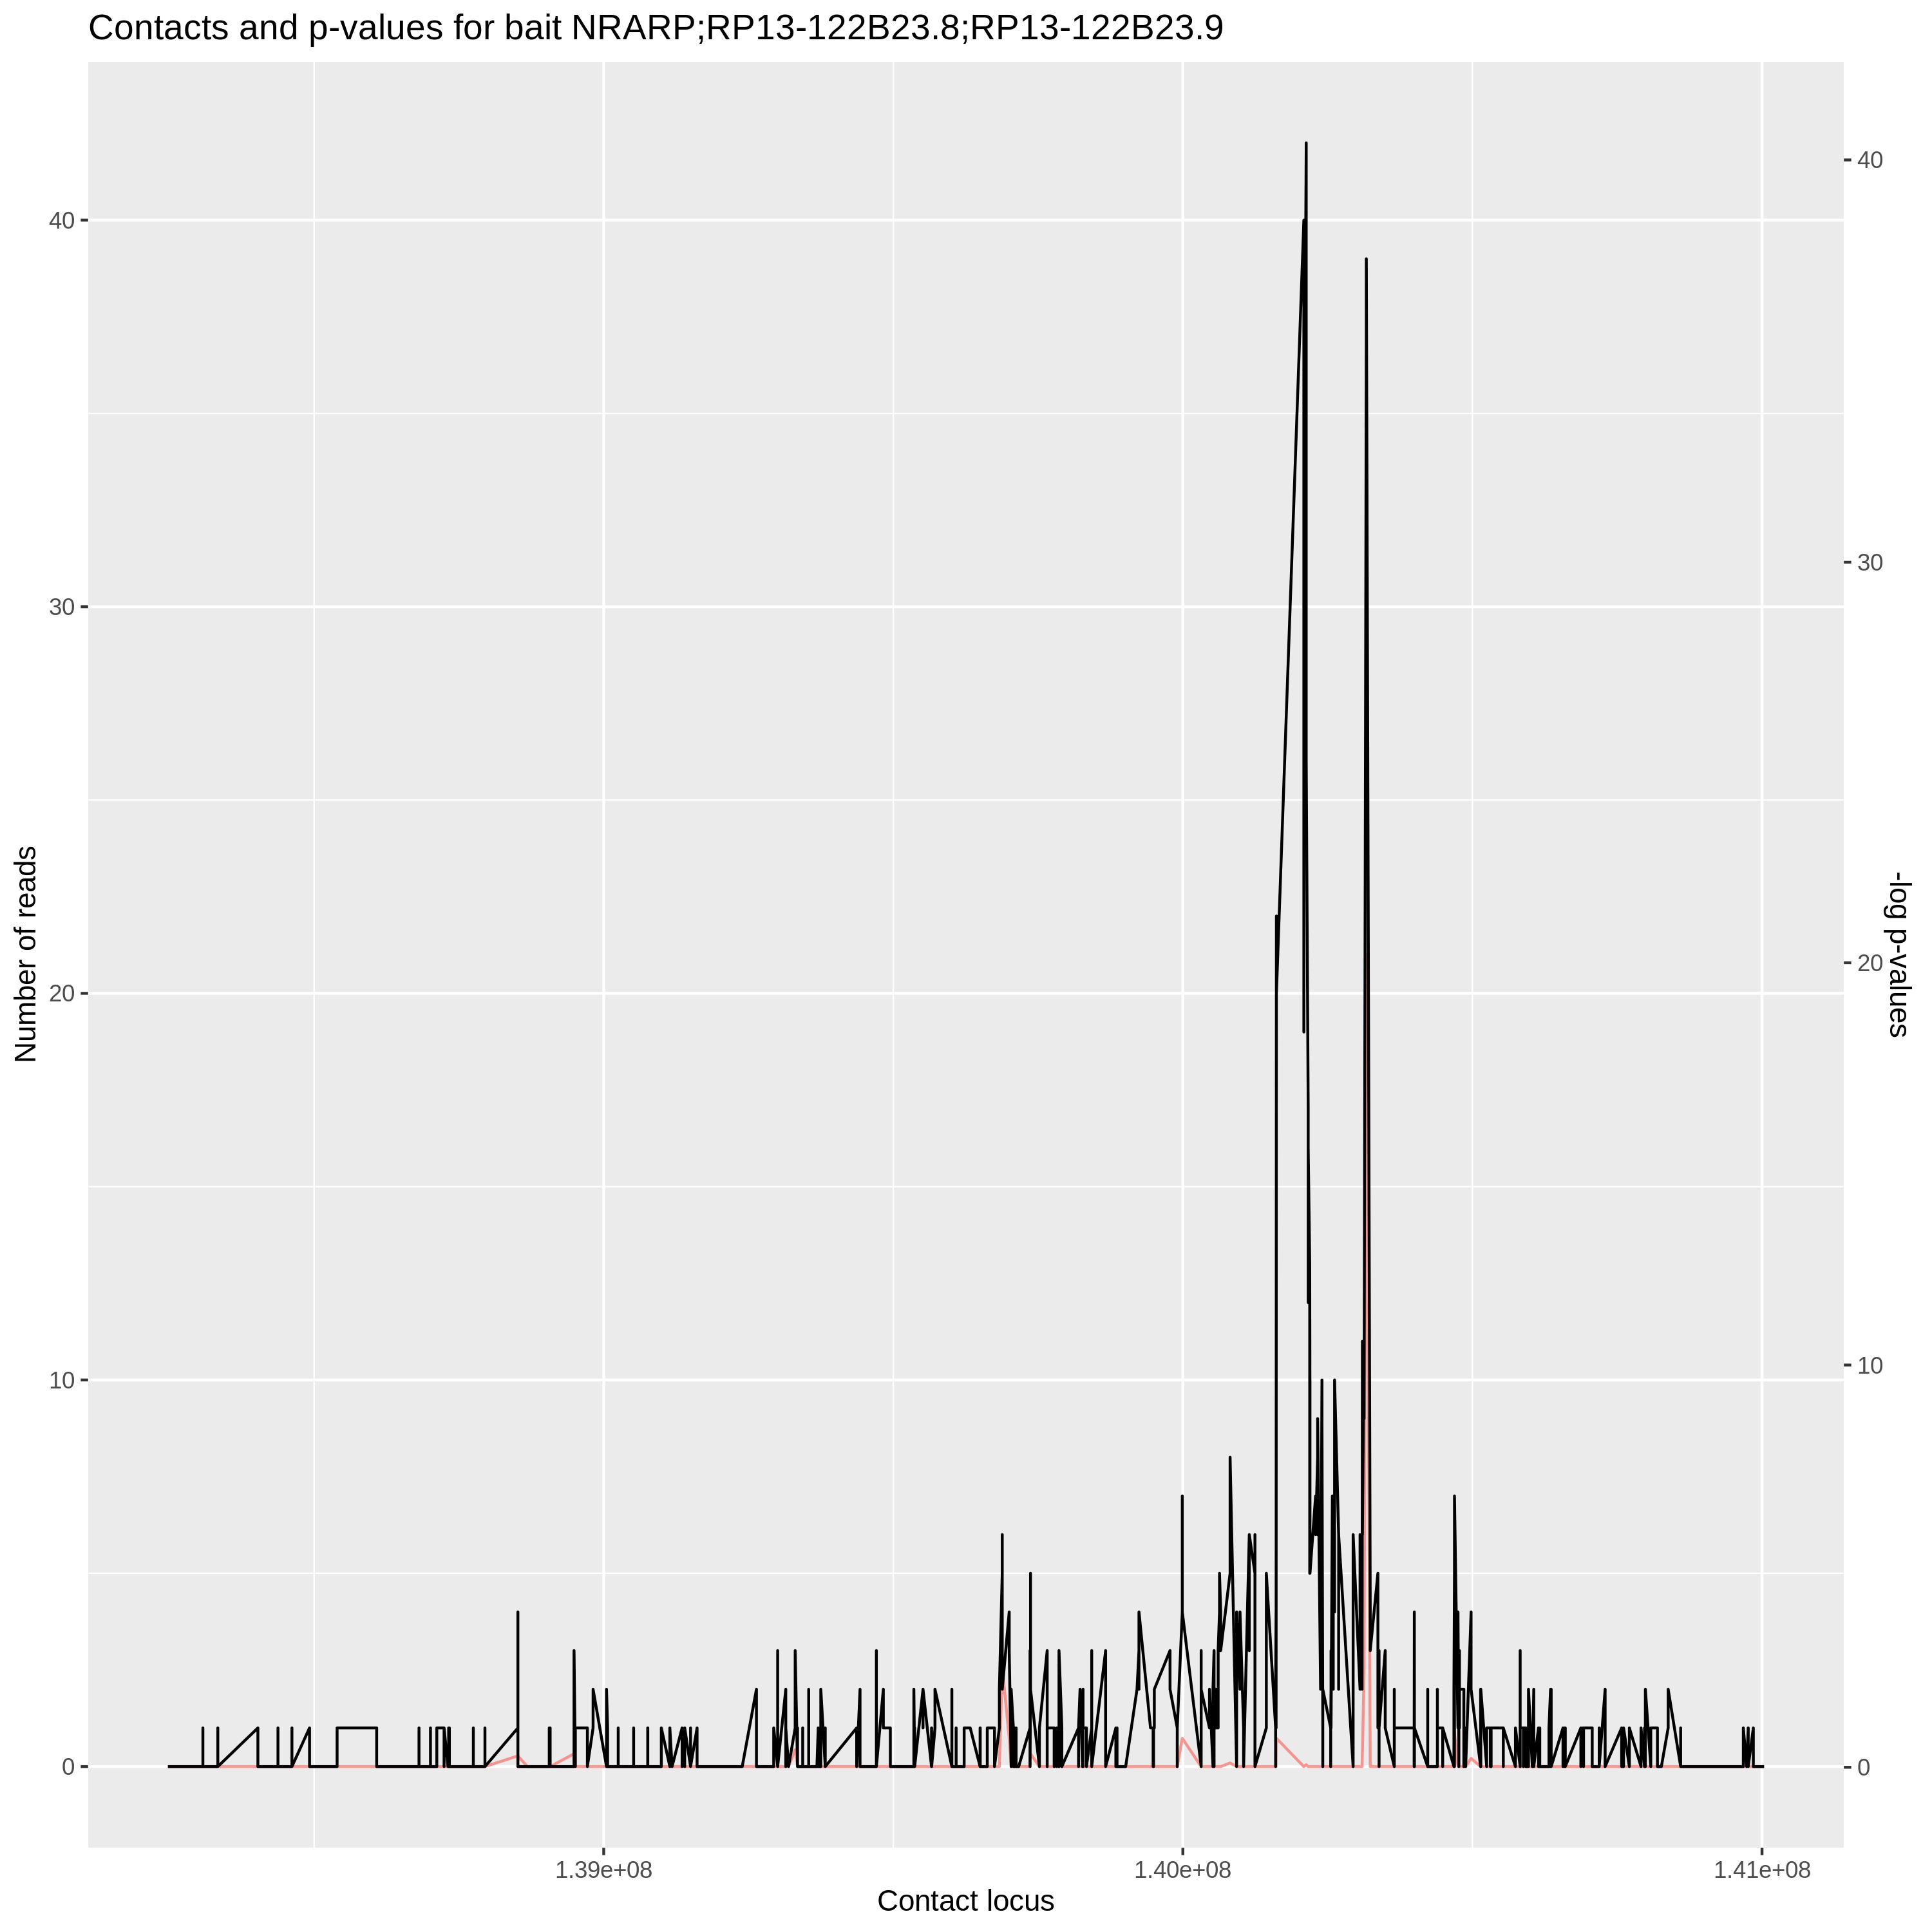 Contacts and p-values for bait NRARP;RP13-122B23.8;RP13-122B23.9
Number of reads
40
30
20
10
0
40
30
20
10
0
-log p-values
1.39e+08
1.40e+08
1.41e+08
Contact locus